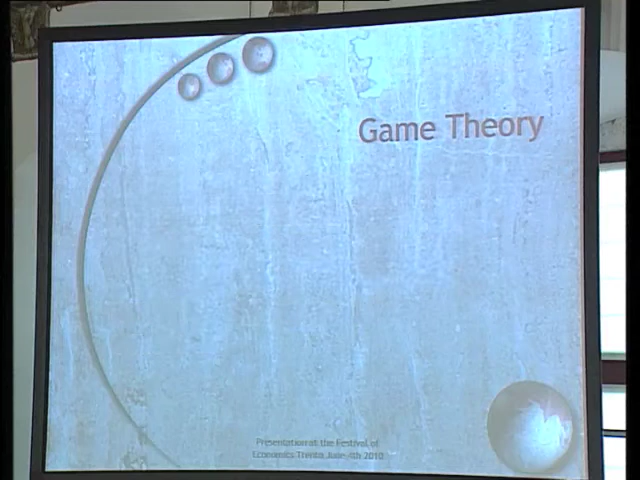 Game Theory
Presentation at the Festival of
Economics Trento June 4th 2010